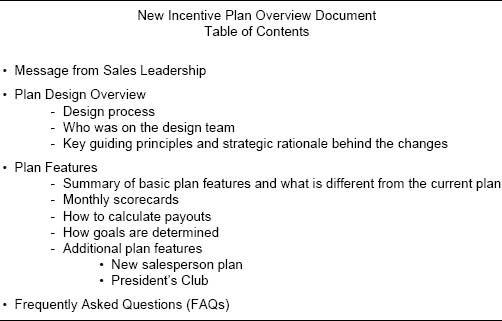 New Incentive Plan Overview Document
Table of Contents
• Message from Sales Leadership
• Plan Design Overview
- Design process
- Who was on the design team
- Key guiding principles and strategic rationale behind the changes
• Plan Features
- Summary of basic plan features and what is different from the current plan
- Monthly scorecards
- How to calculate payouts
- How goals are determined
- Additional plan features
• New salesperson plan
• President's Club
• Frequently Asked Questions (FAQs)